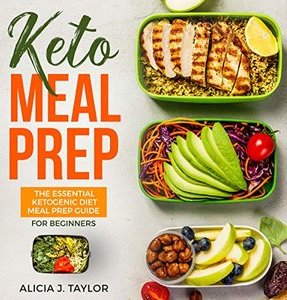 Keto
MEAL
PREP
THE ESSENTIAL
KETOGENIC DIET
MEAL PREP GUIDE
FOR BEGINNERS
ALICIA J. TAYLOR